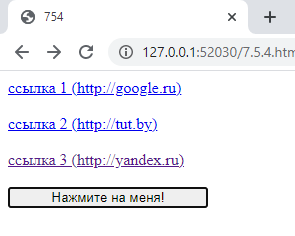 754
127.0.0.1:52030/7.5.4.htm
ссылка 1 (http://google.ru)
ссылка 2 (http://tut.by)
ссылка 3 (http://yandex.ru)
Нажмите на меня!